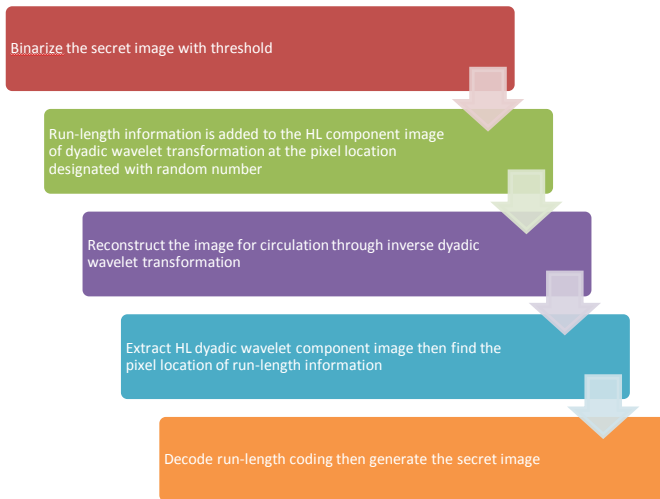 Binarize the secret image with threshold
Run-length information is added to the HL component image
of dyadic wavelet transformation at the pixel location
designated with random number
Reconstruct the image for circulation through inverse dyadic
wavelet transformation
Extract HL dyadic wavelet component image then find the
pixel location of run-length information
Decode run-length coding then generate the secret image